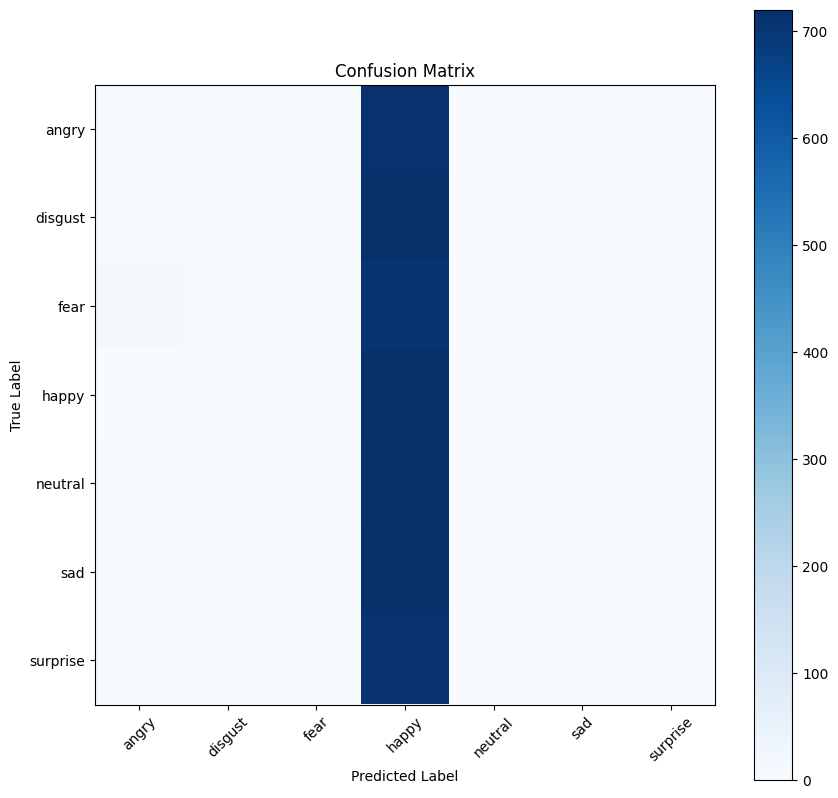 Confusion Matrix
angry
disgust
fear
happy
neutral
sad
surprise
True Label
angry
disgust
fear
happy
neutral
sad
surprise
Predicted Label
700
600
500
400
300
200
100
0